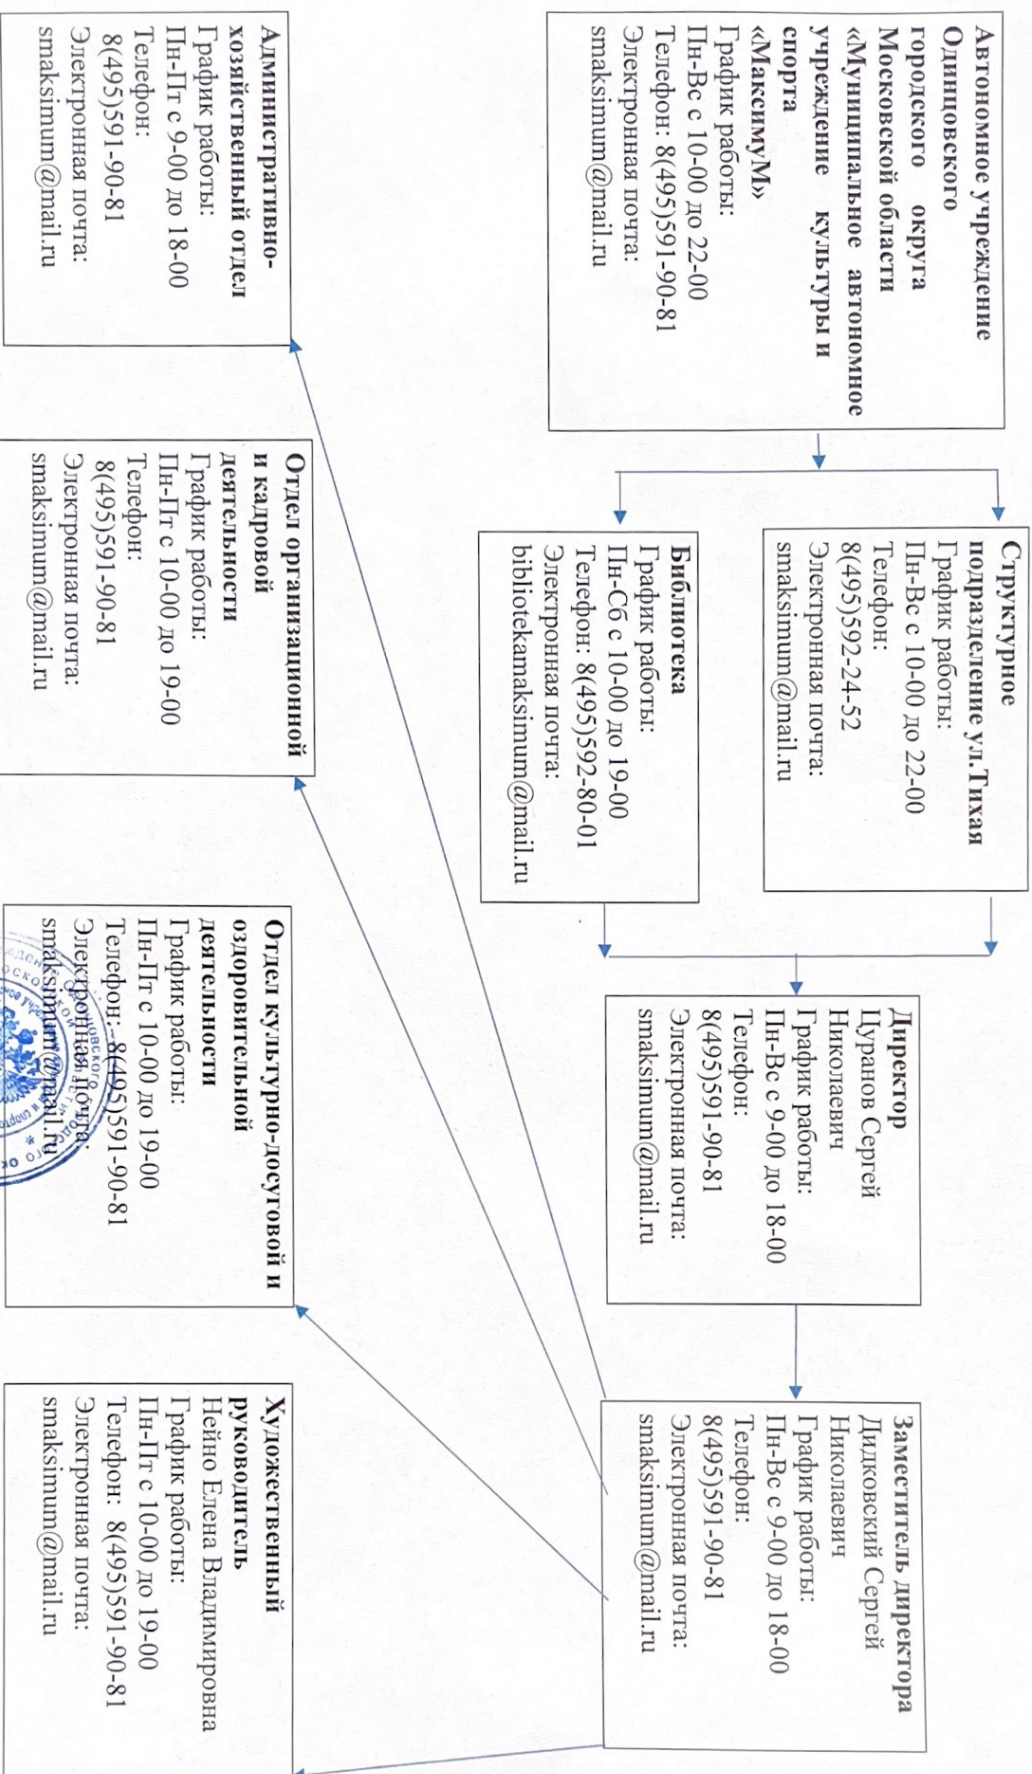 Автономное учреждение
Одинцовского
городского округа
Московской области
«Муниципальное автономное
учреждение культуры и
спорта
«МаксимуМ»
График работы:
Пн-Вс с 10-00 до 22-00
Телефон: 8(495)591-90-81
Электронная почта:
smaksimum@mail.ru
Структурное
подразделение ул.Тихая
График работы:
Пн-Вс с 10-00 до 22-00
Телефон:
8(495)592-24-52
Электронная почта:
smaksimum@mail.ru
Библиотека
График работы:
Пн-Сб с 10-00 до 19-00
Телефон: 8(495)592-80-01
Электронная почта:
bibliotekamaksimum@mail.ru
Директор
Цуранов Сергей
Николаевич
График работы:
Пн-Вс с 9-00 до 18-00
Телефон:
8(495)591-90-81
Электронная почта:
smaksimum@mail.ru
Заместитель директора
Дидковский Сергей
Николаевич
График работы:
Пн-Вс с 9-00 до 18-00
Телефон:
8(495)591-90-81
Электронная почта:
smaksimum@mail.ru
Административно-
хозяйственный отдел
График работы:
Пн-Пт с 9-00 до 18-00
Телефон:
8(495)591-90-81
Электронная почта:
smaksimum@mail.ru
Отдел организационной
и кадровой
деятельности
График работы:
Пн-Пт с 10-00 до 19-00
Телефон:
8(495)591-90-81
Электронная почта:
smaksimum@mail.ru
Отдел культурно-досуговой и
оздоровительной
деятельности
График работы:
Пн-Пт с 10-00 до 19-00
Телефон: 8(495)591-90-81
Электронная почта:
smaksimum@mail.ru
Художественный
руководитель
Нейно Елена Владимировна
График работы:
Пн-Пт с 10-00 до 19-00
Телефон: 8(495)591-90-81
Электронная почта:
smaksimum@mail.ru